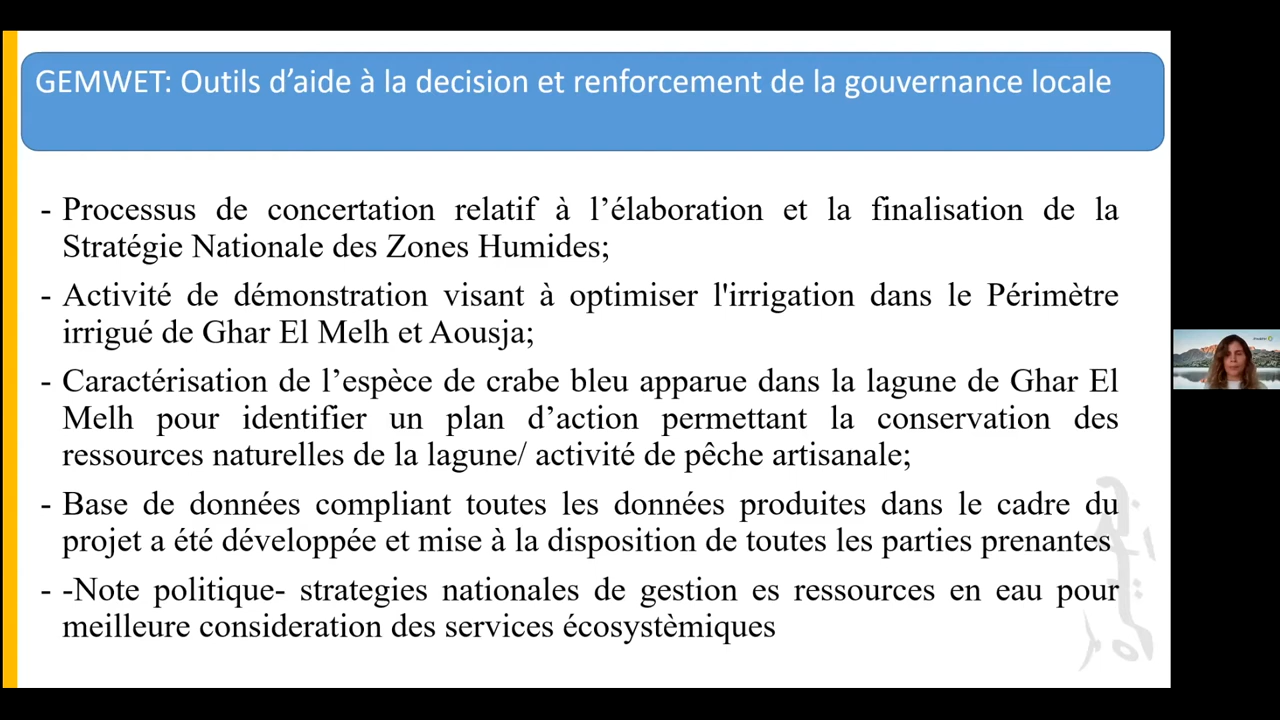 GEMWET: Outils d’aide à la decision et renforcement de la gouvernance locale
- Processus de concertation relatif à l’élaboration et la finalisation de la
Stratégie Nationale des Zones Humides;
- Activité de démonstration visant à optimiser l'irrigation dans le Périmètre
irrigué de Ghar El Melh et Aousja;
- Caractérisation de l’espèce de crabe bleu apparue dans la lagune de Ghar El
Melh pour identifier un plan d’action permettant la conservation des
ressources naturelles de la lagune/ activité de pêche artisanale;
- Base de données compliant toutes les données produites dans le cadre du
projet a été développée et mise à la disposition de toutes les parties prenantes
- -Note politique- strategies nationales de gestion es ressources en eau pour
meilleure consideration des services écosystèmiques